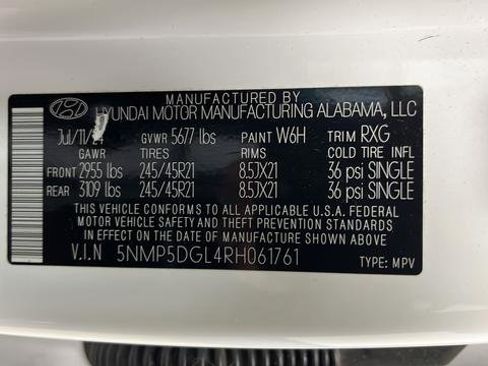 MANUFACTURED BY
HYUNDAI MOTOR MANUFACTURING ALABAMA, LLC
Jul/11/24 GVWR 5677 lbs PAINT W6H TRIM RXG
GAWR TIRES RIMS COLD TIRE INFL
FRONT 2955 lbs 245/45R21 8.5JX21 36 psi SINGLE
REAR 3109 lbs 245/45R21 8.5JX21 36 psi SINGLE
THIS VEHICLE CONFORMS TO ALL APPLICABLE U.S.A. FEDERAL
MOTOR VEHICLE SAFETY AND THEFT PREVENTION STANDARDS
IN EFFECT ON THE DATE OF MANUFACTURE SHOWN ABOVE
V.I.N 5NMP5DGL4RH061761
TYPE: MPV